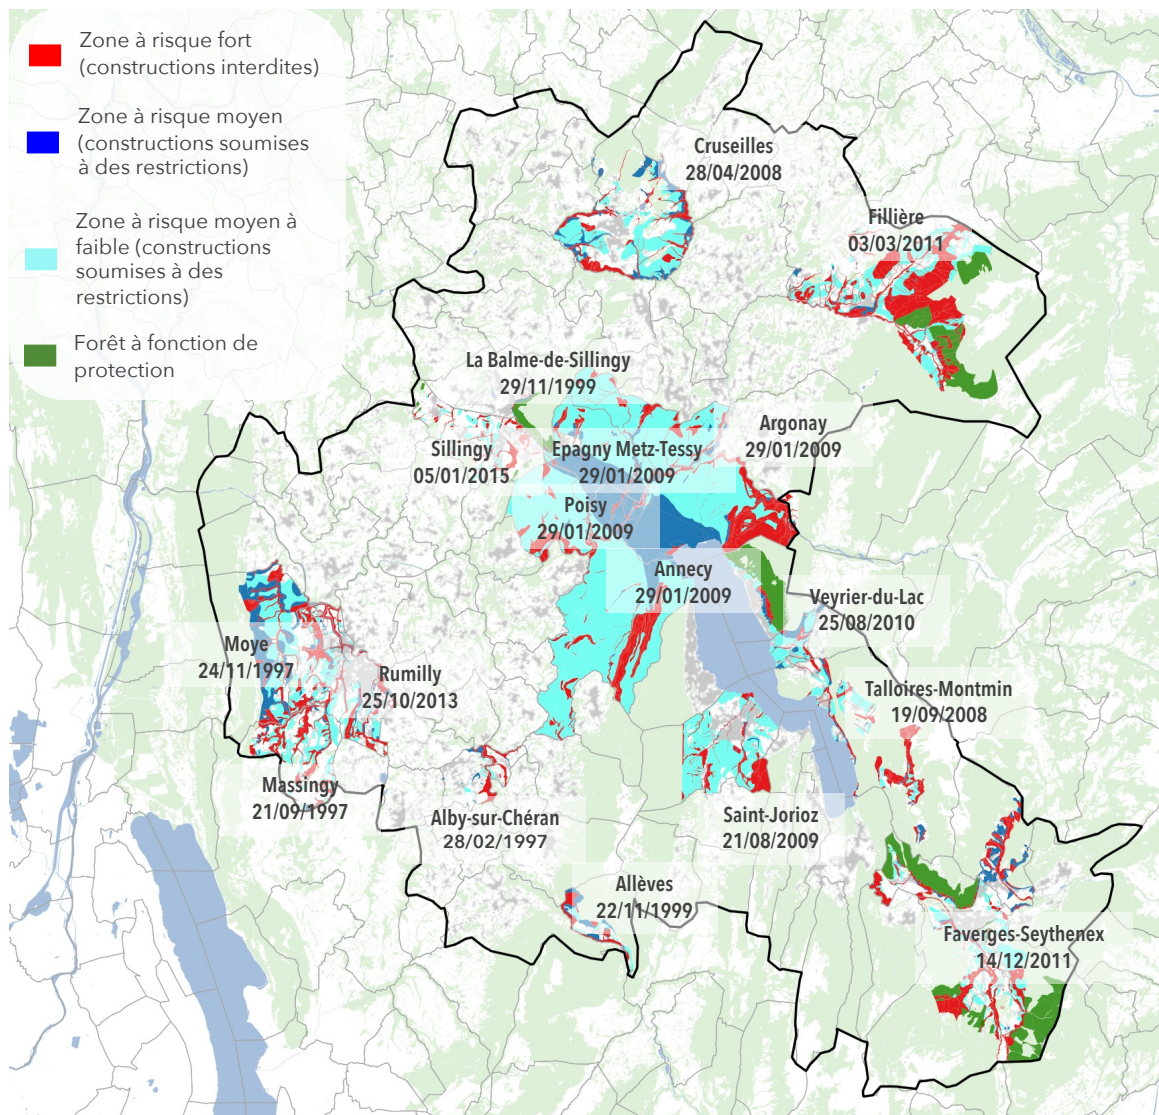 Zone à risque fort
(constructions interdites)
Zone à risque moyen
(constructions soumises
à des restrictions)
Zone à risque moyen à
faible (constructions
soumises à des
restrictions)
Forêt à fonction de
protection
Cruseilles
28/04/2008
Fillière
03/03/2011
La Balme-de-Sillingy
29/11/1999
Argonay
29/01/2009
Sillingy
05/01/2015
Epagny Metz-Tessy
29/01/2009
Poisy
29/01/2009
Annecy
29/01/2009
Veyrier-du-Lac
25/08/2010
Moye
24/11/1997
Rumilly
25/10/2013
Talloires-Montmin
19/09/2008
Massingy
21/09/1997
Alby-sur-Chéran
28/02/1997
Saint-Jorioz
21/08/2009
Allèves
22/11/1999
Faverges-Seythenex
14/12/2011